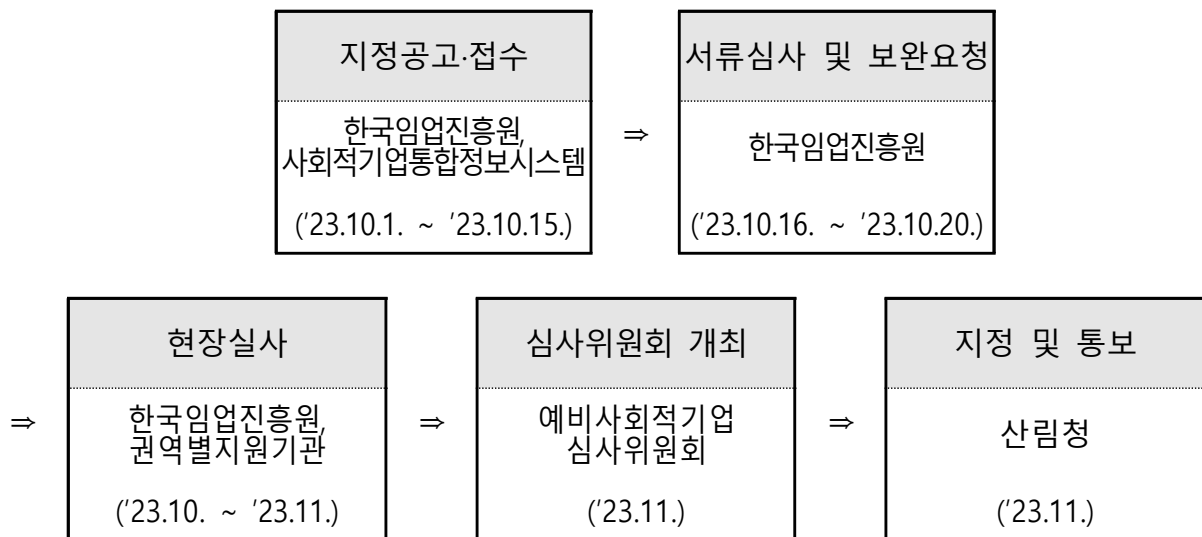 지정공고·접수
한국임업진흥원,
사회적기업통합정보시스템
('23.10.1. ~ '23.10.15.)
⇒
서류심사 및 보완요청
한국임업진흥원
('23.10.16. ~ '23.10.20.)
⇒
현장실사
한국임업진흥원,
권역별지원기관
('23.10. ~ '23.11.)
⇒
심사위원회 개최
예비사회적기업
심사위원회
('23.11.)
⇒
지정 및 통보
산림청
('23.11.)